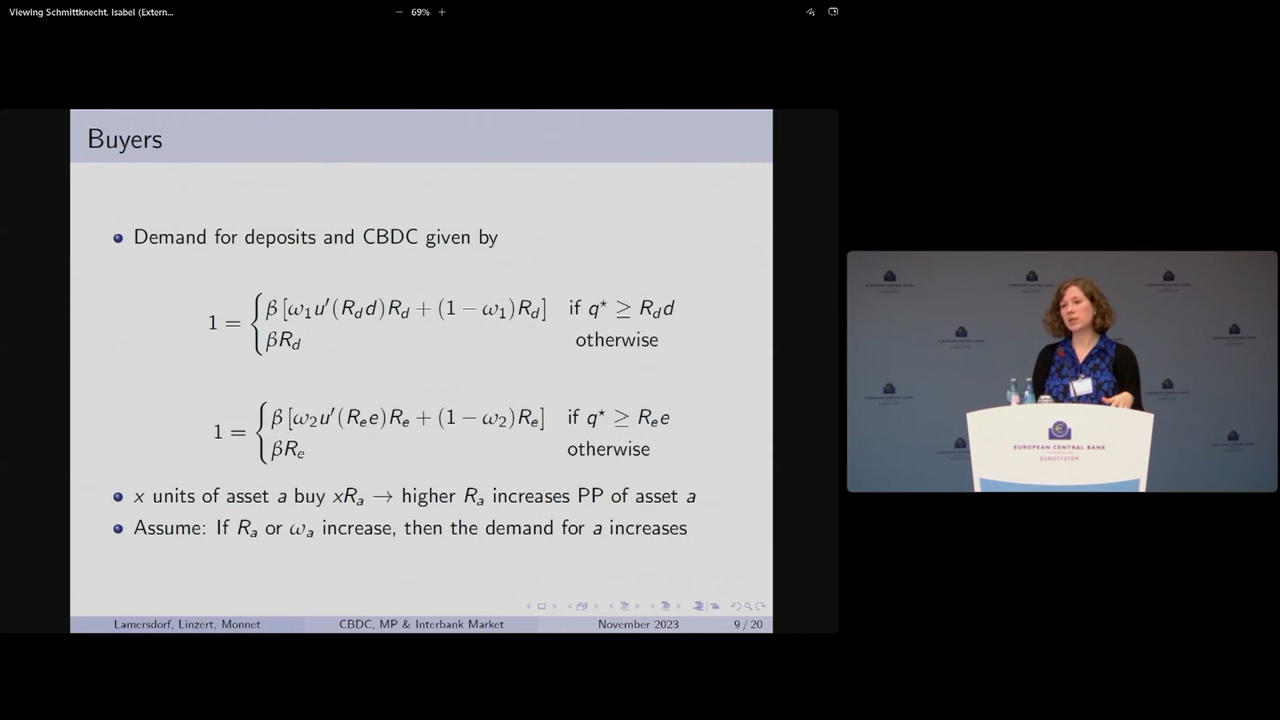 Viewing Schmittknecht, Isabel (Extern...
— 69% +
Buyers
Demand for deposits and CBDC given by
1 = { β [ω₁u′(R_d d)R_d + (1 − ω₁)R_d] if q⋆ ≥ R_d d
βR_d otherwise
1 = { β [ω₂u′(R_e e)R_e + (1 − ω₂)R_e] if q⋆ ≥ R_e e
βR_e otherwise
x units of asset a buy xR_a → higher R_a increases PP of asset a
Assume: If R_a or ω_a increase, then the demand for a increases
Lamersdorf, Linzert, Monnet CBDC, MP & Interbank Market November 2023 9 / 20
EUROPEAN CENTRAL BANK
EUROSYSTEM